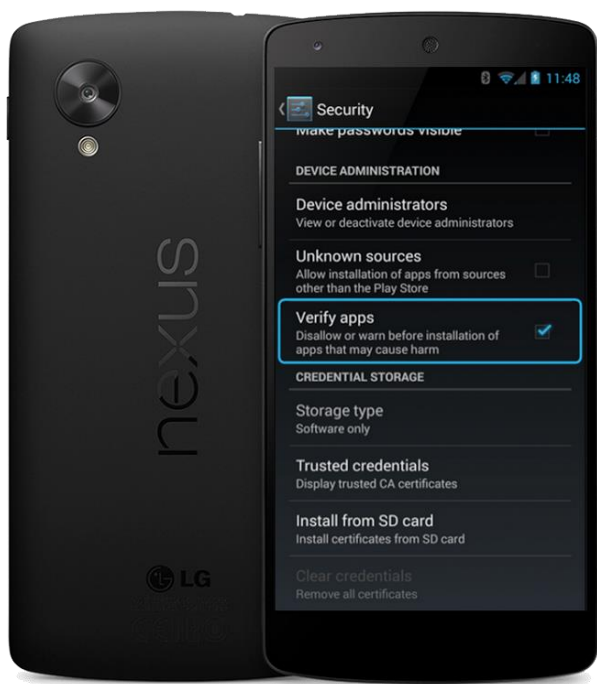 nexus
LG
11:48
Security
Make passwords visible
DEVICE ADMINISTRATION
Device administrators
View or deactivate device administrators
Unknown sources
Allow installation of apps from sources
other than the Play Store
Verify apps
Disallow or warn before installation of
apps that may cause harm
CREDENTIAL STORAGE
Storage type
Software only
Trusted credentials
Display trusted CA certificates
Install from SD card
Install certificates from SD card
Clear credentials
Remove all certificates